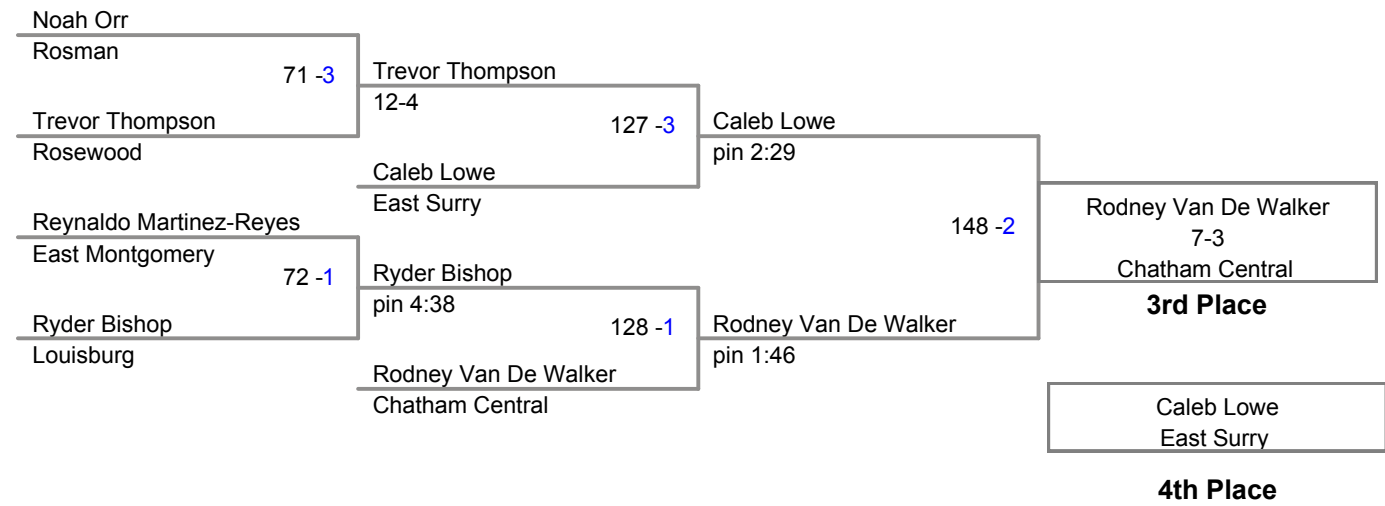 Noah Orr
Rosman
71 -3
Trevor Thompson
Rosewood
Reynaldo Martinez-Reyes
East Montgomery
72 -1
Ryder Bishop
Louisburg
Trevor Thompson
12-4
127 -3
Caleb Lowe
East Surry
Ryder Bishop
pin 4:38
128 -1
Rodney Van De Walker
Chatham Central
Caleb Lowe
pin 2:29
148 -2
Rodney Van De Walker
pin 1:46
Rodney Van De Walker
7-3
Chatham Central
3rd Place
Caleb Lowe
East Surry
4th Place